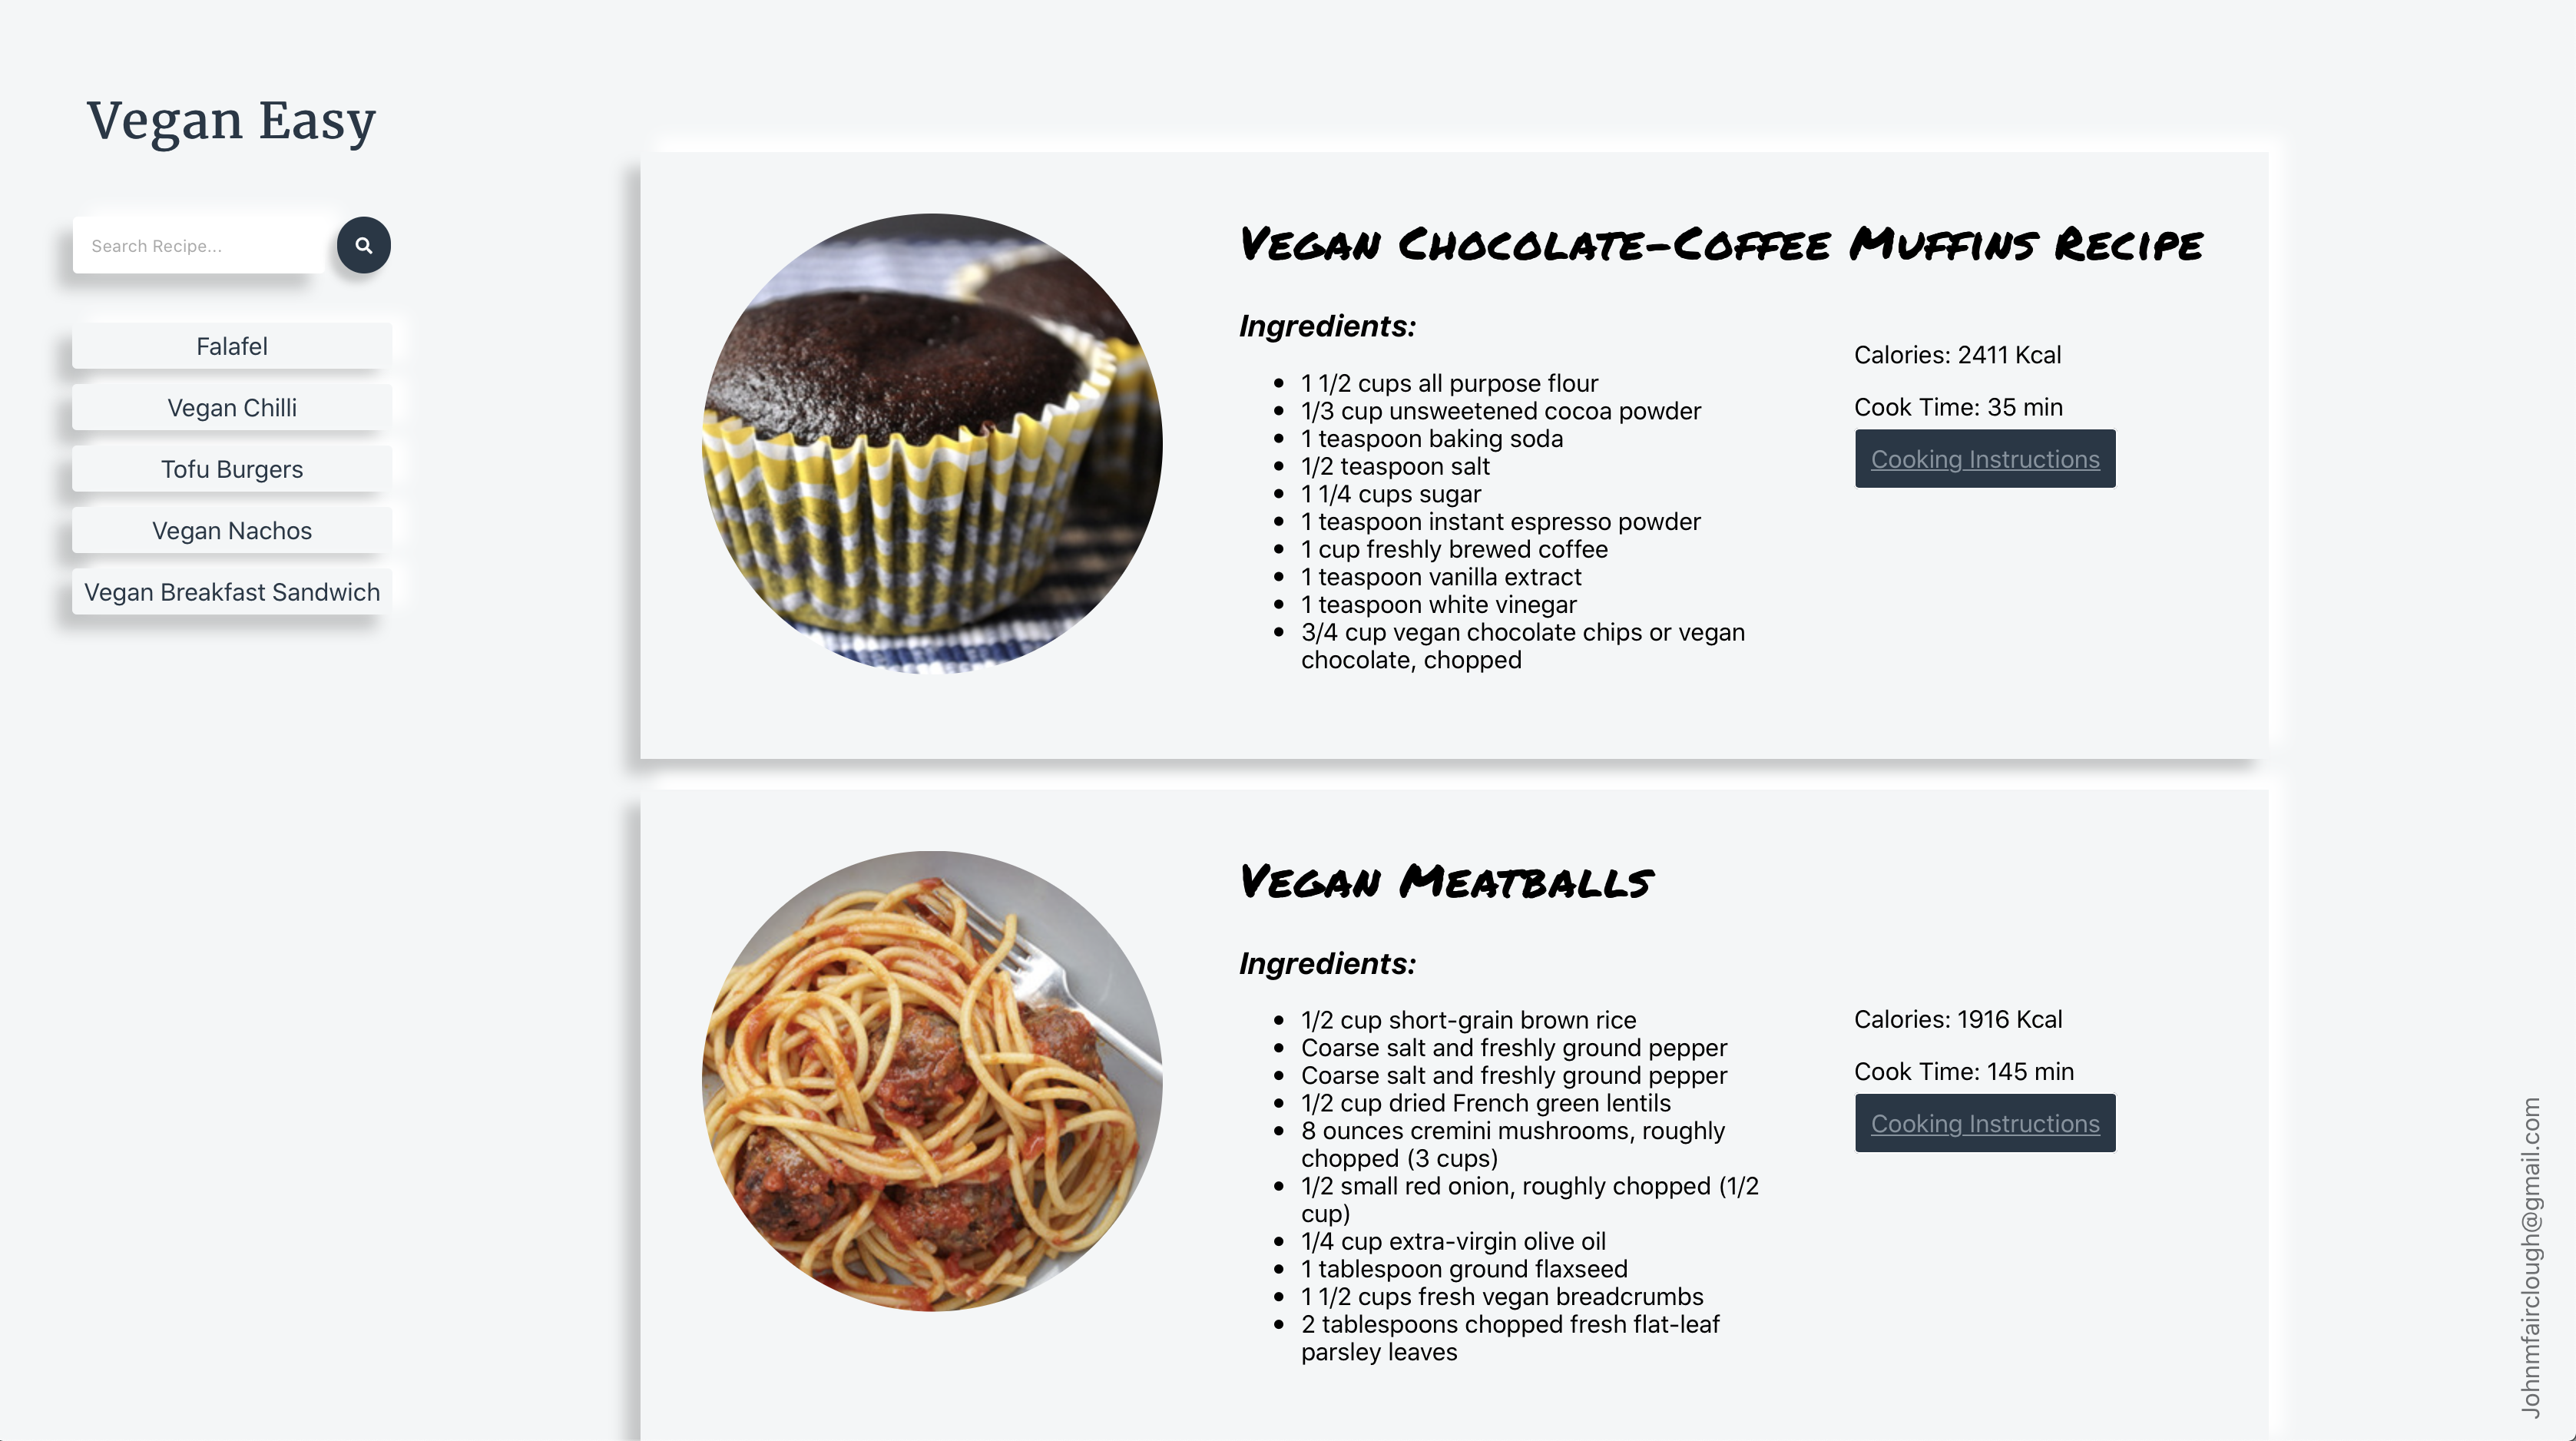 Vegan Easy
Search Recipe...
Falafel
Vegan Chilli
Tofu Burgers
Vegan Nachos
Vegan Breakfast Sandwich
Vegan Chocolate-Coffee Muffins Recipe
Ingredients:
1 1/2 cups all purpose flour
1/3 cup unsweetened cocoa powder
1 teaspoon baking soda
1/2 teaspoon salt
1 1/4 cups sugar
1 teaspoon instant espresso powder
1 cup freshly brewed coffee
1 teaspoon vanilla extract
1 teaspoon white vinegar
3/4 cup vegan chocolate chips or vegan
chocolate, chopped
Calories: 2411 Kcal
Cook Time: 35 min
Cooking Instructions
Vegan Meatballs
Ingredients:
1/2 cup short-grain brown rice
Coarse salt and freshly ground pepper
Coarse salt and freshly ground pepper
1/2 cup dried French green lentils
8 ounces cremini mushrooms, roughly
chopped (3 cups)
1/2 small red onion, roughly chopped (1/2
cup)
1/4 cup extra-virgin olive oil
1 tablespoon ground flaxseed
1 1/2 cups fresh vegan breadcrumbs
2 tablespoons chopped fresh flat-leaf
parsley leaves
Calories: 1916 Kcal
Cook Time: 145 min
Cooking Instructions
Johnmfairclough@gmail.com